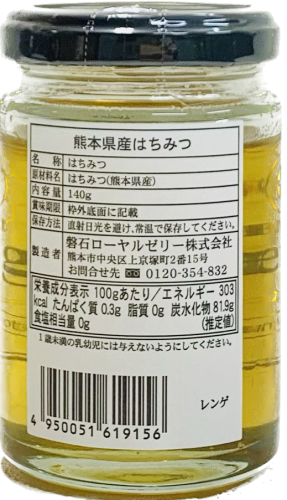 熊本県産はちみつ
名称 はちみつ
原材料名 はちみつ(熊本県産)
内容量 140g
賞味期限 枠外底面に記載
保存方法 直射日光を避け,常温で保存してください。
製造者 磐石ローヤルゼリー株式会社
熊本市中央区上京塚町2番15号
お問合せ先 0120-354-832
栄養成分表示 100gあたり/エネルギー 303
kcal たんぱく質 0.3g 脂質 0g 炭水化物 81.9g
食塩相当量 0g (推定値)
1歳未満の乳幼児には与えないようにしてください。
レンゲ
4 950051 619156